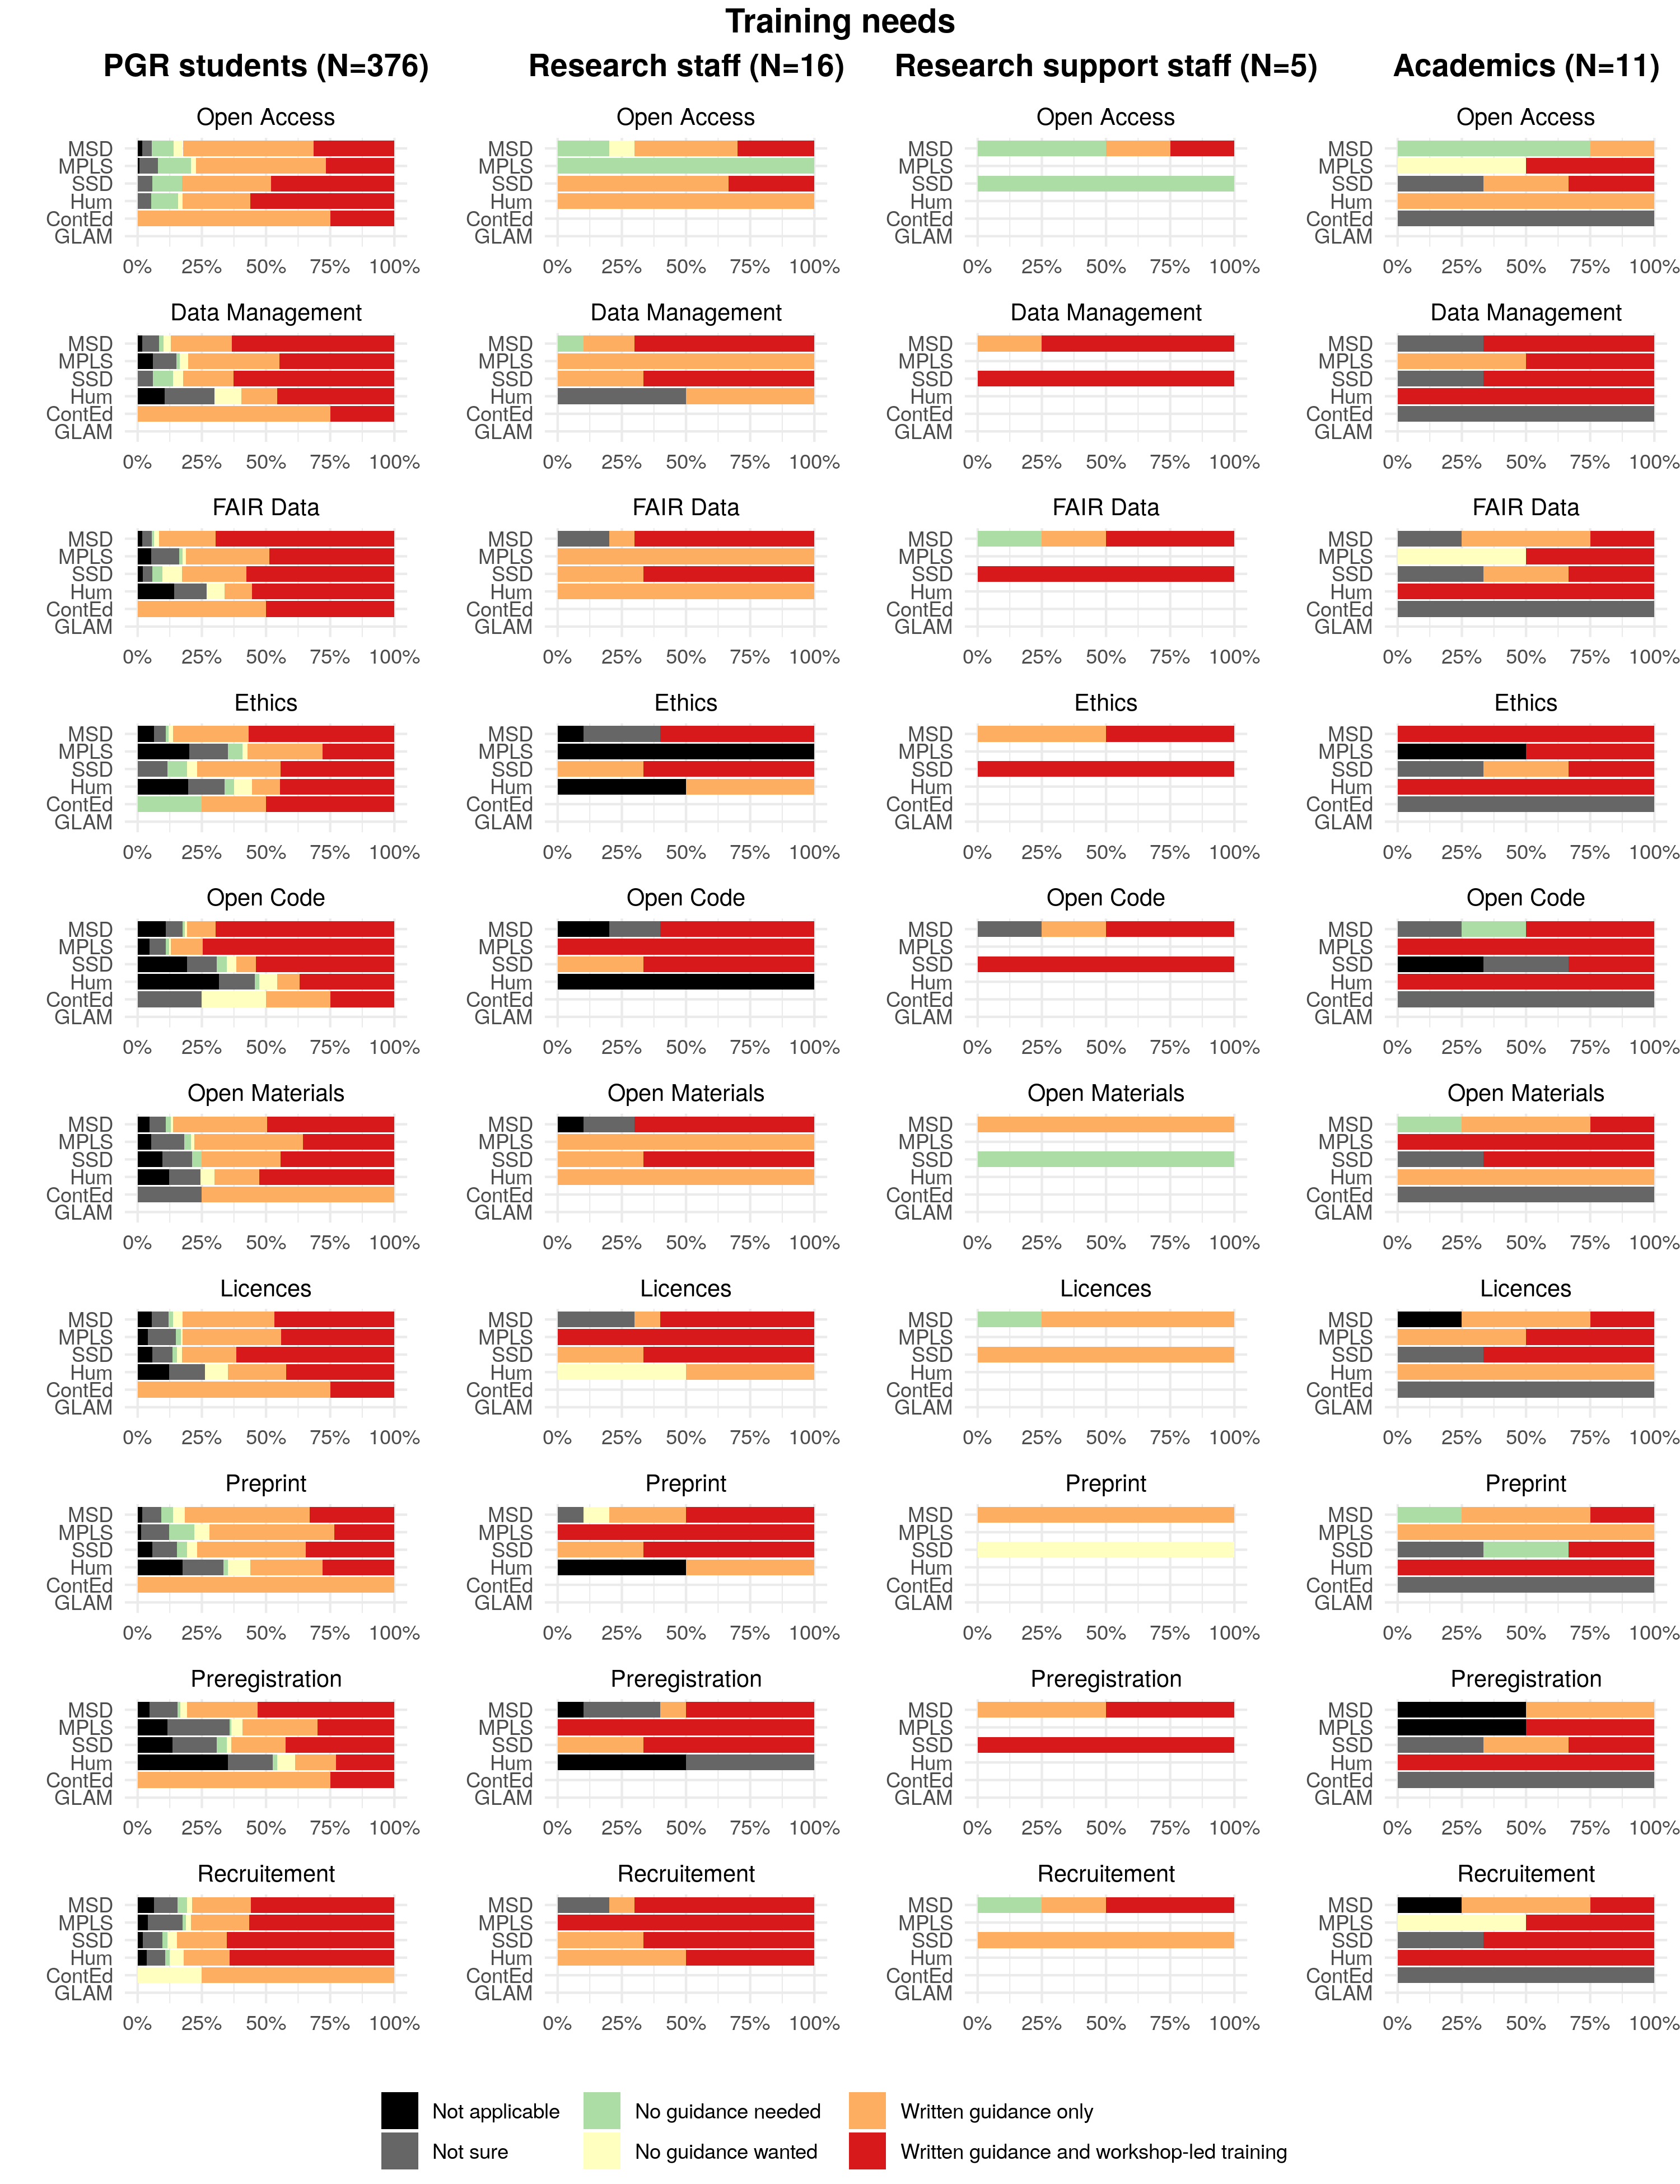 Training needs
PGR students (N=376) Research staff (N=16) Research support staff (N=5) Academics (N=11)
Open Access Open Access Open Access Open Access
MSD MSD MSD MSD
MPLS MPLS MPLS MPLS
SSD SSD SSD SSD
Hum Hum Hum Hum
ContEd ContEd ContEd ContEd
GLAM GLAM GLAM GLAM
0% 25% 50% 75% 100% 0% 25% 50% 75% 100% 0% 25% 50% 75% 100% 0% 25% 50% 75% 100%
Data Management Data Management Data Management Data Management
MSD MSD MSD MSD
MPLS MPLS MPLS MPLS
SSD SSD SSD SSD
Hum Hum Hum Hum
ContEd ContEd ContEd ContEd
GLAM GLAM GLAM GLAM
0% 25% 50% 75% 100% 0% 25% 50% 75% 100% 0% 25% 50% 75% 100% 0% 25% 50% 75% 100%
FAIR Data FAIR Data FAIR Data FAIR Data
MSD MSD MSD MSD
MPLS MPLS MPLS MPLS
SSD SSD SSD SSD
Hum Hum Hum Hum
ContEd ContEd ContEd ContEd
GLAM GLAM GLAM GLAM
0% 25% 50% 75% 100% 0% 25% 50% 75% 100% 0% 25% 50% 75% 100% 0% 25% 50% 75% 100%
Ethics Ethics Ethics Ethics
MSD MSD MSD MSD
MPLS MPLS MPLS MPLS
SSD SSD SSD SSD
Hum Hum Hum Hum
ContEd ContEd ContEd ContEd
GLAM GLAM GLAM GLAM
0% 25% 50% 75% 100% 0% 25% 50% 75% 100% 0% 25% 50% 75% 100% 0% 25% 50% 75% 100%
Open Code Open Code Open Code Open Code
MSD MSD MSD MSD
MPLS MPLS MPLS MPLS
SSD SSD SSD SSD
Hum Hum Hum Hum
ContEd ContEd ContEd ContEd
GLAM GLAM GLAM GLAM
0% 25% 50% 75% 100% 0% 25% 50% 75% 100% 0% 25% 50% 75% 100% 0% 25% 50% 75% 100%
Open Materials Open Materials Open Materials Open Materials
MSD MSD MSD MSD
MPLS MPLS MPLS MPLS
SSD SSD SSD SSD
Hum Hum Hum Hum
ContEd ContEd ContEd ContEd
GLAM GLAM GLAM GLAM
0% 25% 50% 75% 100% 0% 25% 50% 75% 100% 0% 25% 50% 75% 100% 0% 25% 50% 75% 100%
Licences Licences Licences Licences
MSD MSD MSD MSD
MPLS MPLS MPLS MPLS
SSD SSD SSD SSD
Hum Hum Hum Hum
ContEd ContEd ContEd ContEd
GLAM GLAM GLAM GLAM
0% 25% 50% 75% 100% 0% 25% 50% 75% 100% 0% 25% 50% 75% 100% 0% 25% 50% 75% 100%
Preprint Preprint Preprint Preprint
MSD MSD MSD MSD
MPLS MPLS MPLS MPLS
SSD SSD SSD SSD
Hum Hum Hum Hum
ContEd ContEd ContEd ContEd
GLAM GLAM GLAM GLAM
0% 25% 50% 75% 100% 0% 25% 50% 75% 100% 0% 25% 50% 75% 100% 0% 25% 50% 75% 100%
Preregistration Preregistration Preregistration Preregistration
MSD MSD MSD MSD
MPLS MPLS MPLS MPLS
SSD SSD SSD SSD
Hum Hum Hum Hum
ContEd ContEd ContEd ContEd
GLAM GLAM GLAM GLAM
0% 25% 50% 75% 100% 0% 25% 50% 75% 100% 0% 25% 50% 75% 100% 0% 25% 50% 75% 100%
Recruitement Recruitement Recruitement Recruitement
MSD MSD MSD MSD
MPLS MPLS MPLS MPLS
SSD SSD SSD SSD
Hum Hum Hum Hum
ContEd ContEd ContEd ContEd
GLAM GLAM GLAM GLAM
0% 25% 50% 75% 100% 0% 25% 50% 75% 100% 0% 25% 50% 75% 100% 0% 25% 50% 75% 100%
Not applicable No guidance needed Written guidance only
Not sure No guidance wanted Written guidance and workshop-led training